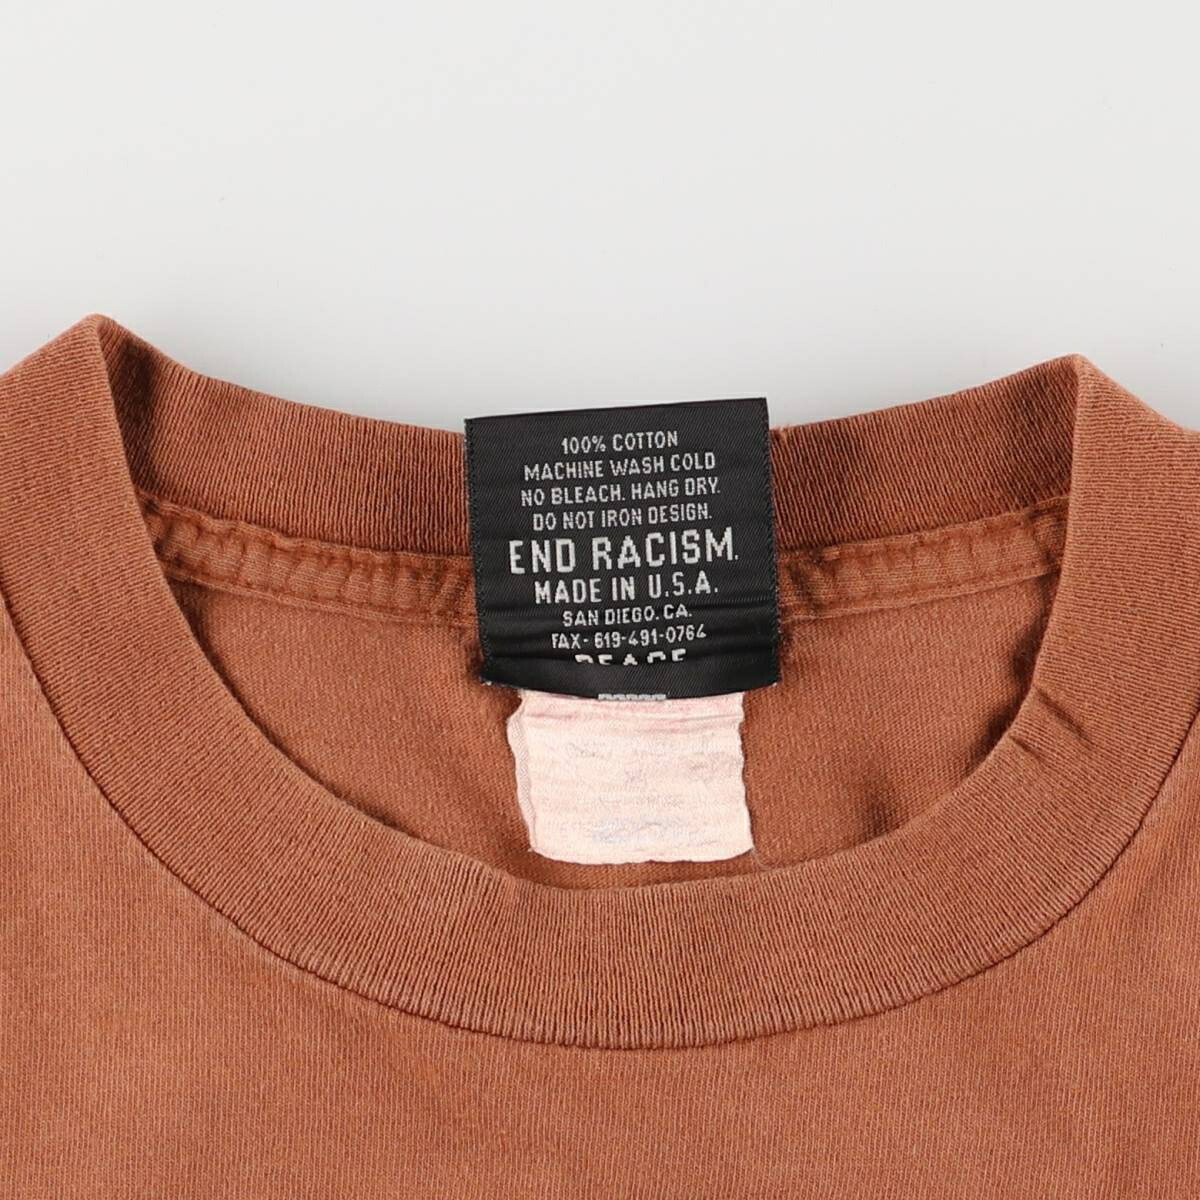 100% COTTON
MACHINE WASH COLD
NO BLEACH. HANG DRY.
DO NOT IRON DESIGN.
END RACISM.
MADE IN U.S.A.
SAN DIEGO. CA.
FAX- 619-491-0764
PEACE